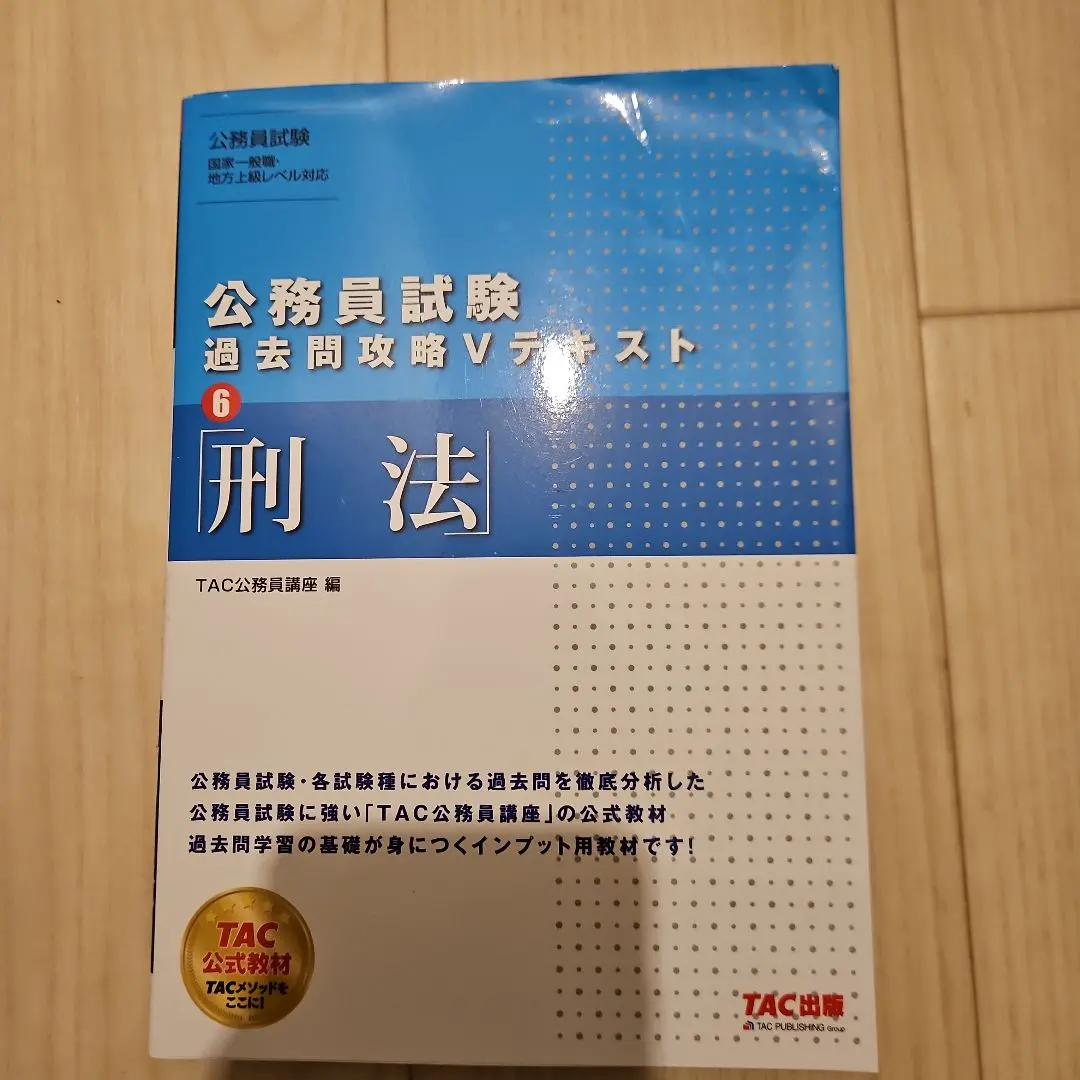 公務員試験
国家一般職・
地方上級レベル対応
公務員試験
過去問攻略Vテキスト
6
「刑 法」
TAC公務員講座 編
公務員試験・各試験種における過去問を徹底分析した
公務員試験に強い「TAC公務員講座」の公式教材
過去問学習の基礎が身につくインプット用教材です!
TAC
公式教材
TACメソッドを
ここに!
TAC出版
TAC PUBLISHING Group